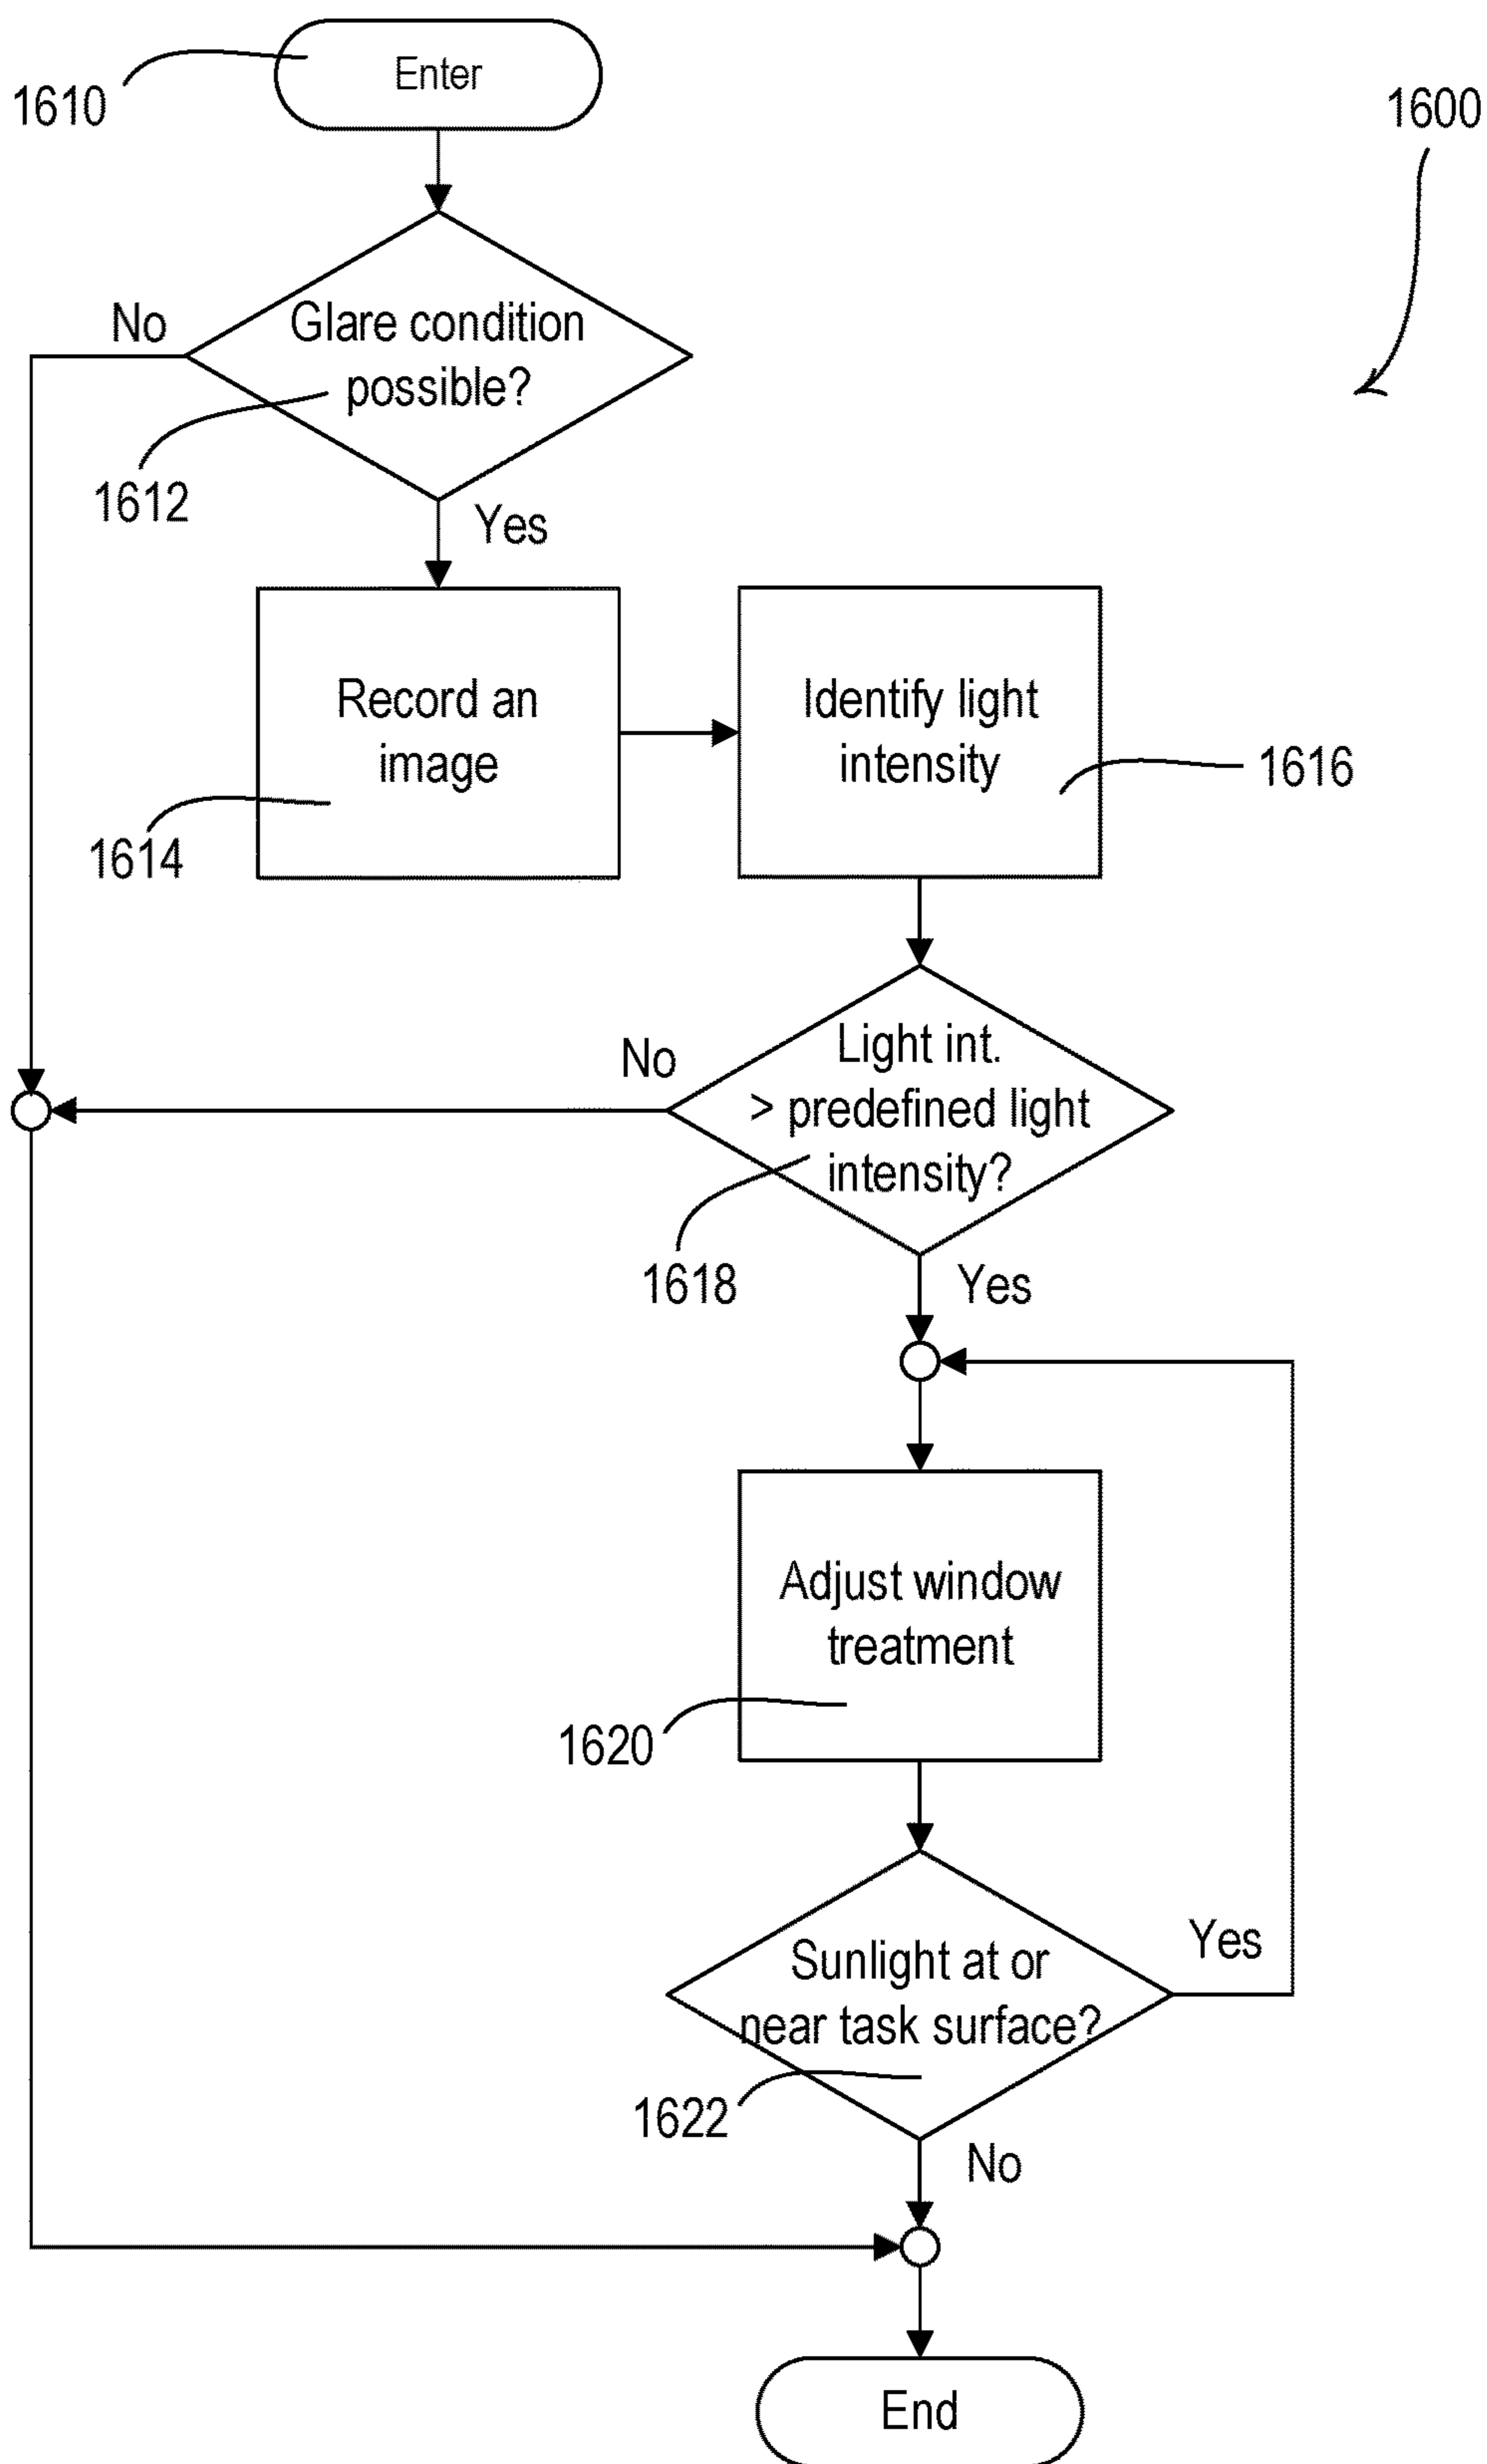 Enter
1610
1600
No
Glare condition
possible?
1612
Yes
Record an
image
1614
Identify light
intensity
1616
No
Light int.
> predefined light
intensity?
1618
Yes
Adjust window
treatment
1620
Yes
Sunlight at or
near task surface?
1622
No
End